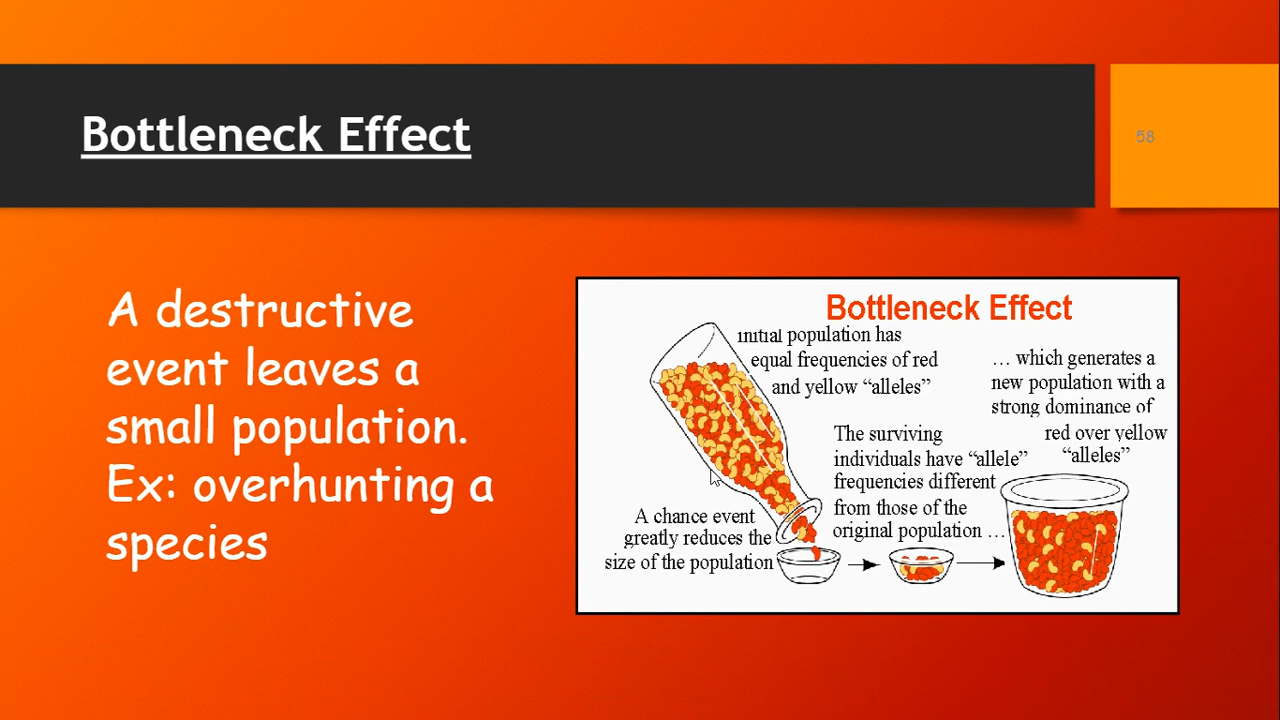 Bottleneck Effect
58
A destructive
event leaves a
small population.
Ex: overhunting a
species
Bottleneck Effect
initial population has
equal frequencies of red
and yellow “alleles”
A chance event
greatly reduces the
size of the population
The surviving
individuals have “allele”
frequencies different
from those of the
original population …
… which generates a
new population with a
strong dominance of
red over yellow
“alleles”